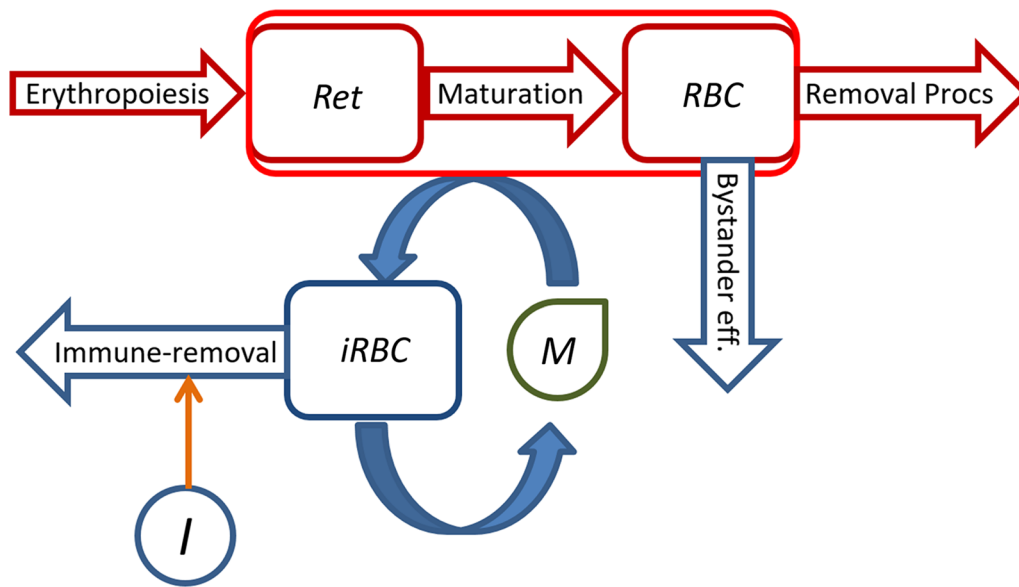 Erythropoiesis
Ret
Maturation
RBC
Removal Procs
Bystander eff.
Immune-removal
iRBC
M
I